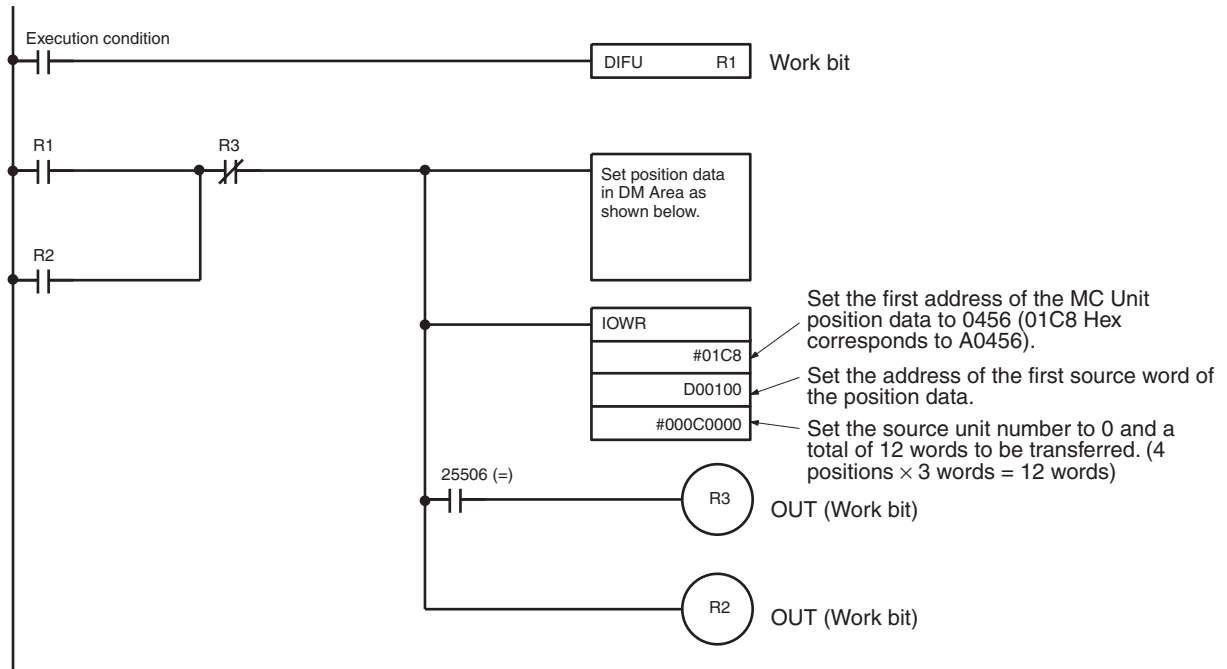 Execution condition
DIFU R1
Work bit
R1
R3
R2
Set position data
in DM Area as
shown below.
IOWR
#01C8
D00100
#000C0000
Set the first address of the MC Unit
position data to 0456 (01C8 Hex
corresponds to A0456).
Set the address of the first source word of
the position data.
Set the source unit number to 0 and a
total of 12 words to be transferred. (4
positions × 3 words = 12 words)
25506 (=)
R3
OUT (Work bit)
R2
OUT (Work bit)